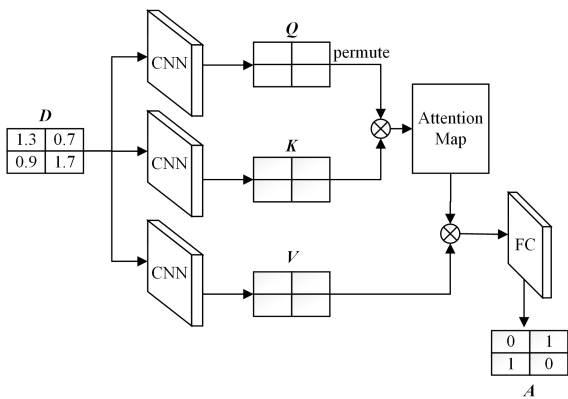 Q
CNN
permute
D
1.3 0.7
0.9 1.7
CNN
K
Attention
Map
CNN
V
FC
0 1
1 0
A